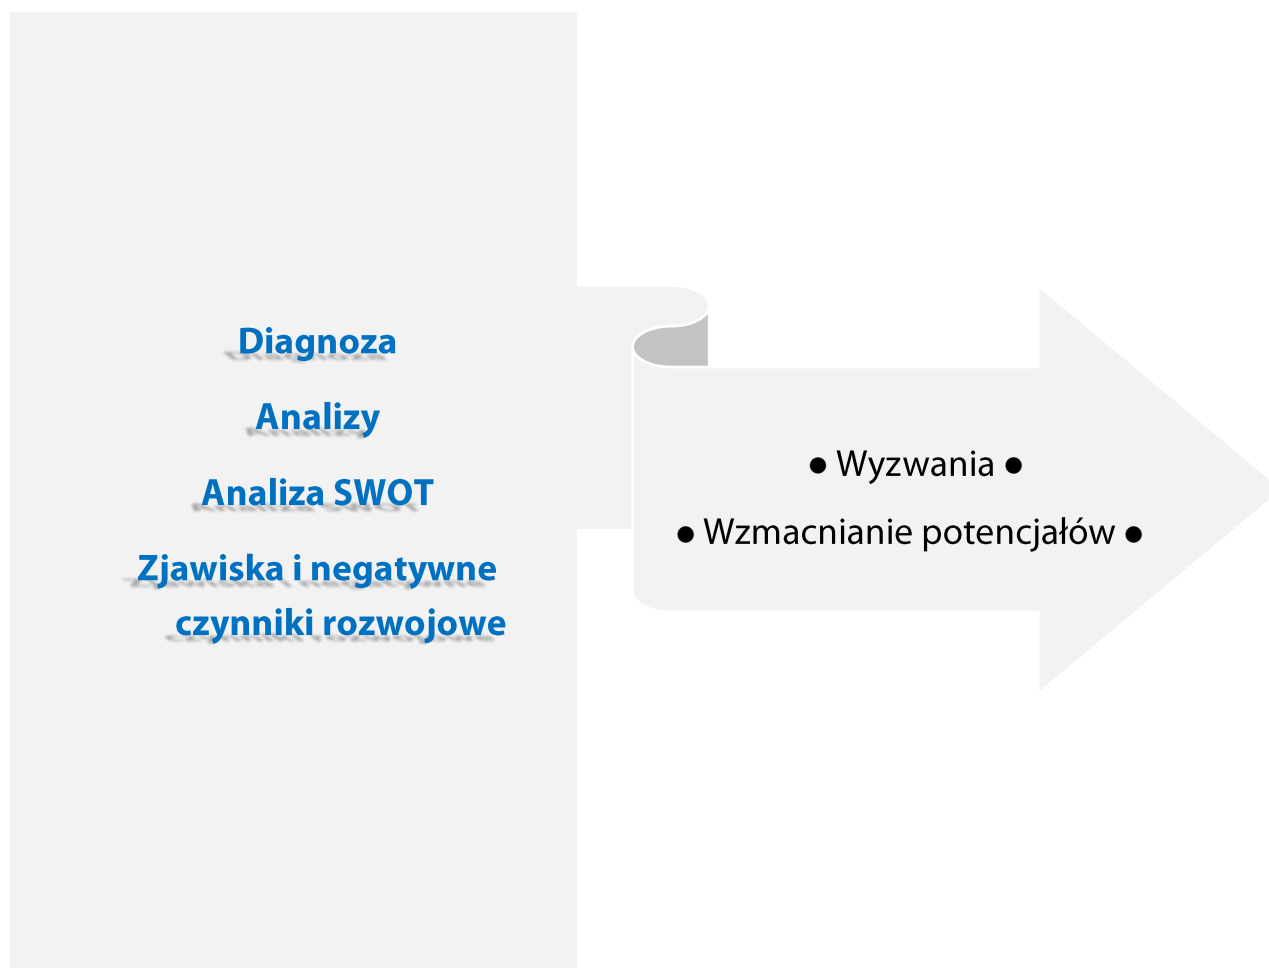 Diagnoza
Analizy
Analiza SWOT
Zjawiska i negatywne
czynniki rozwojowe
● Wyzwania ●
● Wzmacnianie potencjałów ●